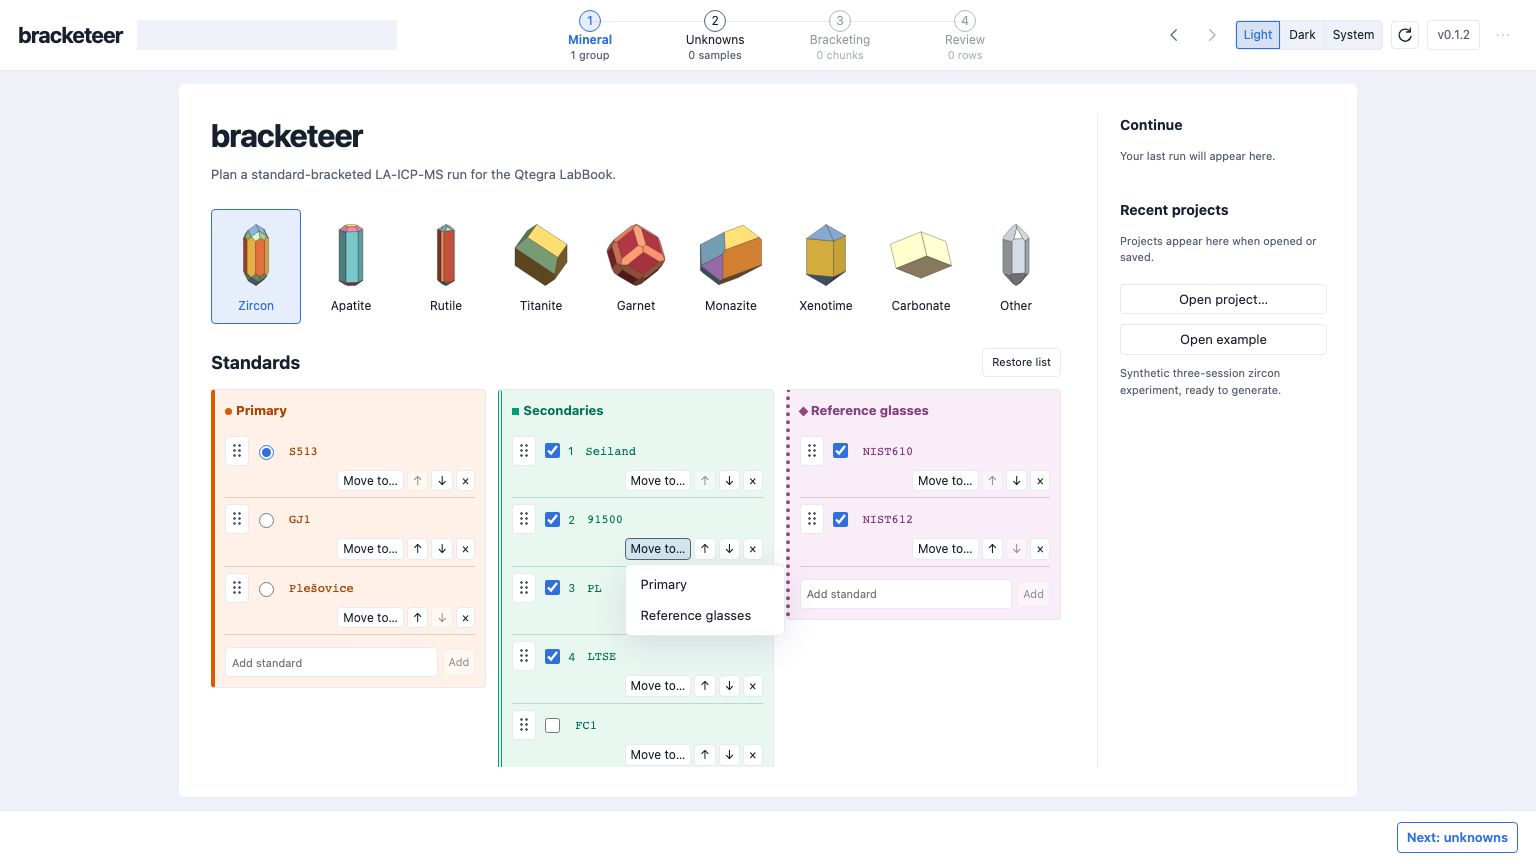 bracketeer
1
Mineral
1 group
2
Unknowns
0 samples
3
Bracketing
0 chunks
4
Review
0 rows
Light
Dark
System
v0.1.2
bracketeer
Plan a standard-bracketed LA-ICP-MS run for the Qtegra LabBook.
Zircon
Apatite
Rutile
Titanite
Garnet
Monazite
Xenotime
Carbonate
Other
Standards
Restore list
Primary
S513
Move to... ↑ ↓ ×
GJ1
Move to... ↑ ↓ ×
Plešovice
Move to... ↑ ↓ ×
Add standard
Add
Secondaries
1 Seiland
Move to... ↑ ↓ ×
2 91500
Move to... ↑ ↓ ×
Primary
Reference glasses
3 PL
4 LTSE
Move to... ↑ ↓ ×
FC1
Move to... ↑ ↓ ×
Reference glasses
NIST610
Move to... ↑ ↓ ×
NIST612
Move to... ↑ ↓ ×
Add standard
Add
Continue
Your last run will appear here.
Recent projects
Projects appear here when opened or
saved.
Open project...
Open example
Synthetic three-session zircon
experiment, ready to generate.
Next: unknowns